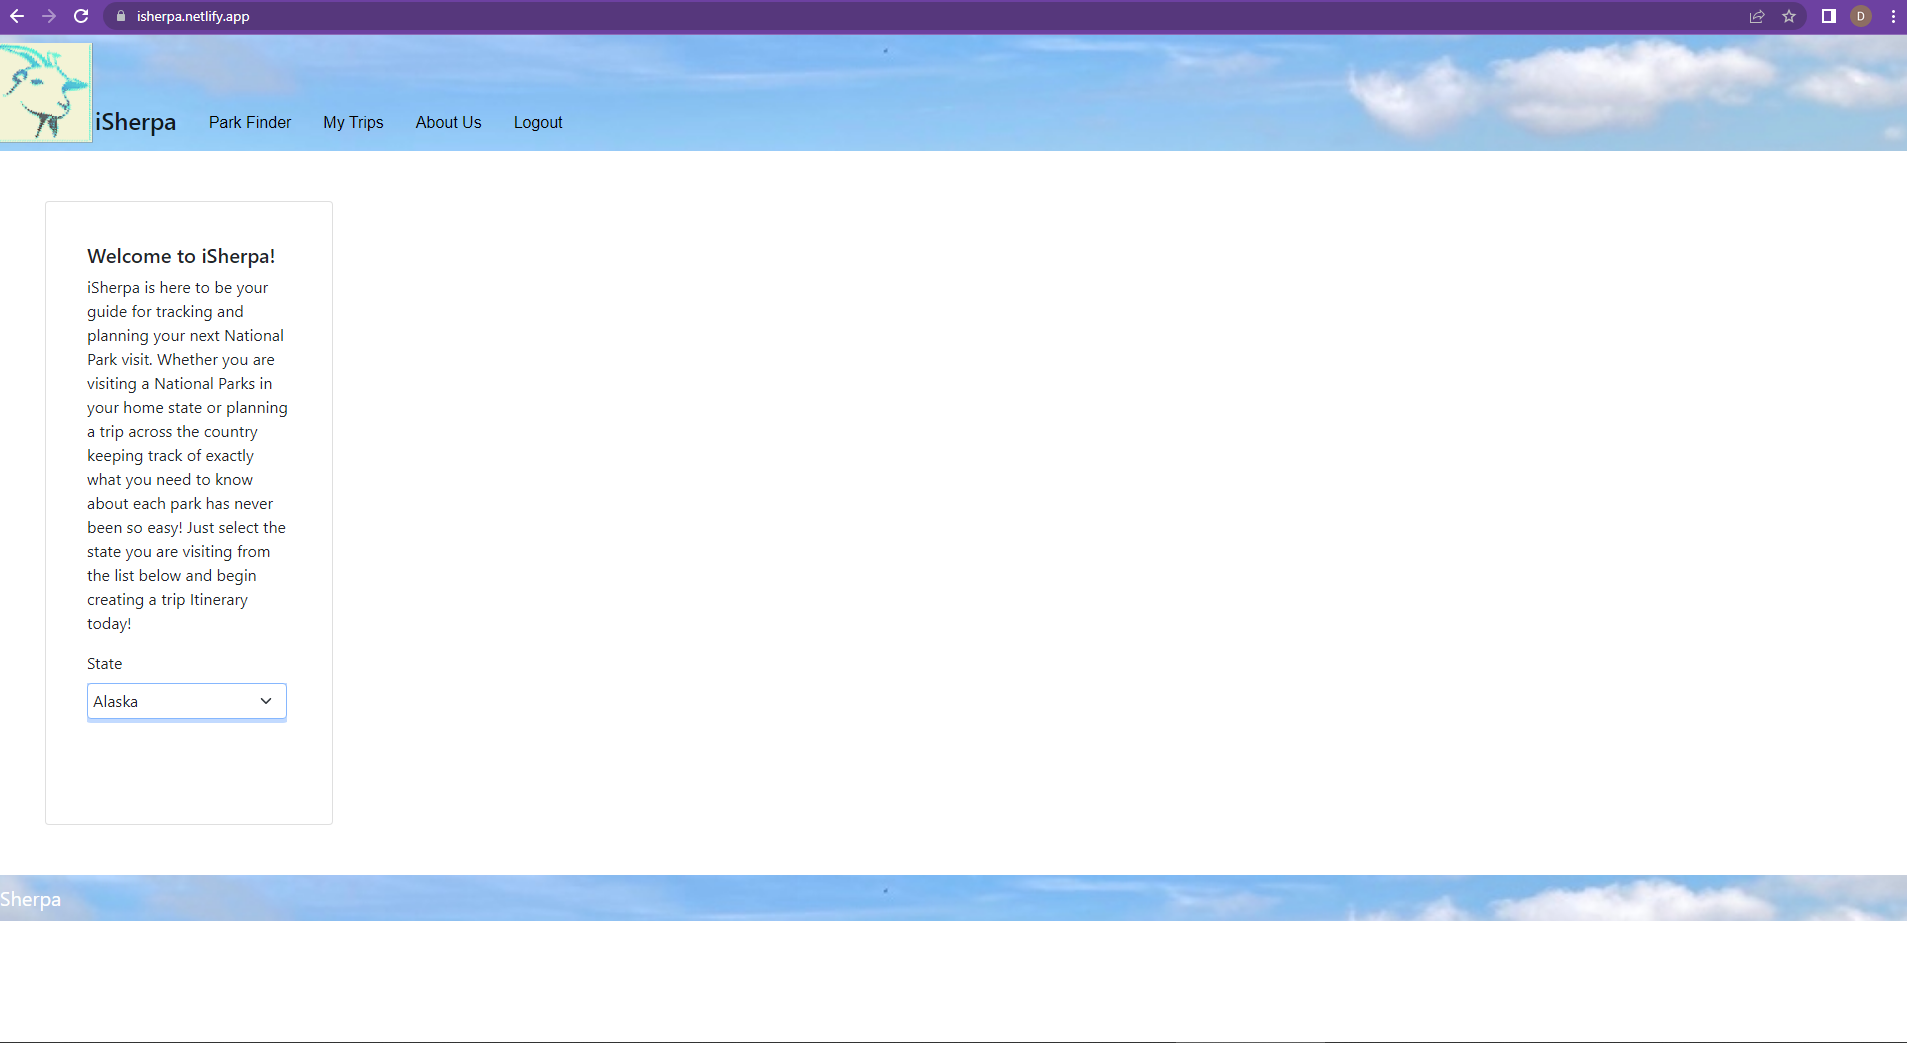 isherpa.netlify.app
D
iSherpa
Park Finder
My Trips
About Us
Logout
Welcome to iSherpa!
iSherpa is here to be your
guide for tracking and
planning your next National
Park visit. Whether you are
visiting a National Parks in
your home state or planning
a trip across the country
keeping track of exactly
what you need to know
about each park has never
been so easy! Just select the
state you are visiting from
the list below and begin
creating a trip Itinerary
today!
State
Alaska
Sherpa